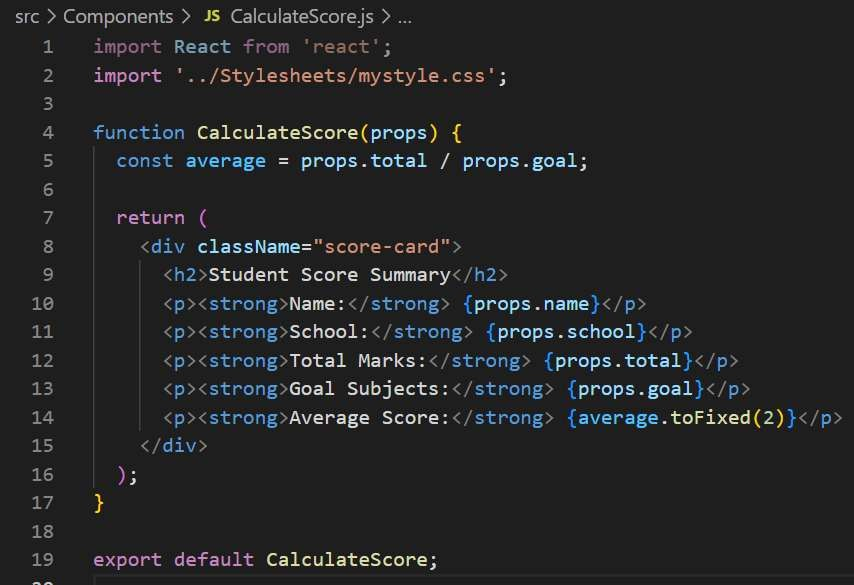 src > Components > JS CalculateScore.js > ...
1 import React from 'react';
2 import '../Stylesheets/mystyle.css';
3
4 function CalculateScore(props) {
5   const average = props.total / props.goal;
6
7   return (
8     <div className="score-card">
9       <h2>Student Score Summary</h2>
10       <p><strong>Name:</strong> {props.name}</p>
11       <p><strong>School:</strong> {props.school}</p>
12       <p><strong>Total Marks:</strong> {props.total}</p>
13       <p><strong>Goal Subjects:</strong> {props.goal}</p>
14       <p><strong>Average Score:</strong> {average.toFixed(2)}</p>
15     </div>
16   );
17 }
18
19 export default CalculateScore;